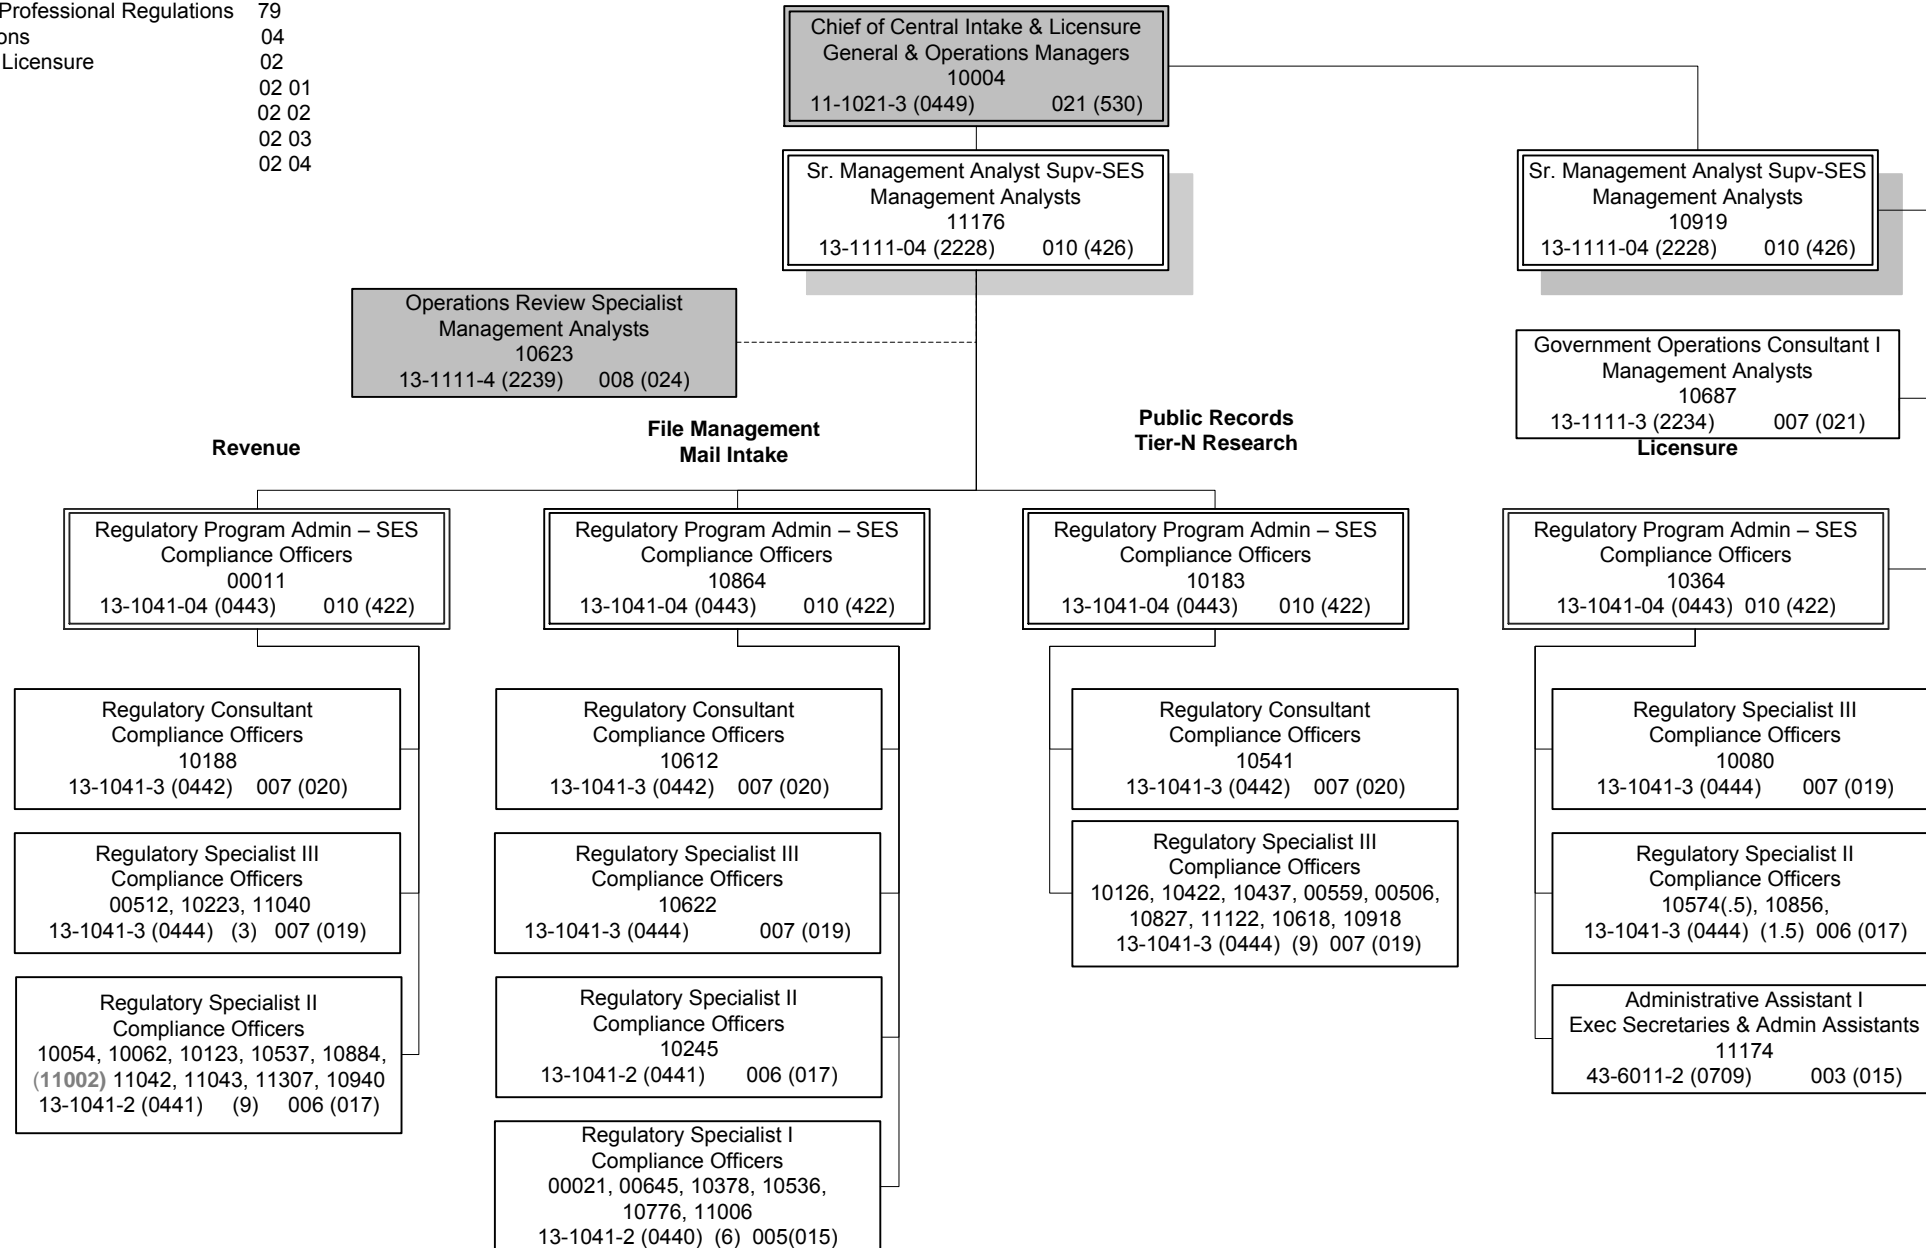 Professional Regulations 79
ons 04
Licensure 02
02 01
02 02
02 03
02 04
Chief of Central Intake & Licensure
General & Operations Managers
10004
11-1021-3 (0449) 021 (530)
Sr. Management Analyst Supv-SES
Management Analysts
11176
13-1111-04 (2228) 010 (426)
Sr. Management Analyst Supv-SES
Management Analysts
10919
13-1111-04 (2228) 010 (426)
Operations Review Specialist
Management Analysts
10623
13-1111-4 (2239) 008 (024)
Government Operations Consultant I
Management Analysts
10687
13-1111-3 (2234) 007 (021)
Revenue
File Management
Mail Intake
Public Records
Tier-N Research
Licensure
Regulatory Program Admin – SES
Compliance Officers
00011
13-1041-04 (0443) 010 (422)
Regulatory Program Admin – SES
Compliance Officers
10864
13-1041-04 (0443) 010 (422)
Regulatory Program Admin – SES
Compliance Officers
10183
13-1041-04 (0443) 010 (422)
Regulatory Program Admin – SES
Compliance Officers
10364
13-1041-04 (0443) 010 (422)
Regulatory Consultant
Compliance Officers
10188
13-1041-3 (0442) 007 (020)
Regulatory Consultant
Compliance Officers
10612
13-1041-3 (0442) 007 (020)
Regulatory Consultant
Compliance Officers
10541
13-1041-3 (0442) 007 (020)
Regulatory Specialist III
Compliance Officers
10080
13-1041-3 (0444) 007 (019)
Regulatory Specialist III
Compliance Officers
00512, 10223, 11040
13-1041-3 (0444) (3) 007 (019)
Regulatory Specialist III
Compliance Officers
10622
13-1041-3 (0444) 007 (019)
Regulatory Specialist III
Compliance Officers
10126, 10422, 10437, 00559, 00506,
10827, 11122, 10618, 10918
13-1041-3 (0444) (9) 007 (019)
Regulatory Specialist II
Compliance Officers
10574(.5), 10856,
13-1041-3 (0444) (1.5) 006 (017)
Regulatory Specialist II
Compliance Officers
10054, 10062, 10123, 10537, 10884,
(11002) 11042, 11043, 11307, 10940
13-1041-2 (0441) (9) 006 (017)
Regulatory Specialist II
Compliance Officers
10245
13-1041-2 (0441) 006 (017)
Administrative Assistant I
Exec Secretaries & Admin Assistants
11174
43-6011-2 (0709) 003 (015)
Regulatory Specialist I
Compliance Officers
00021, 00645, 10378, 10536,
10776, 11006
13-1041-2 (0440) (6) 005(015)